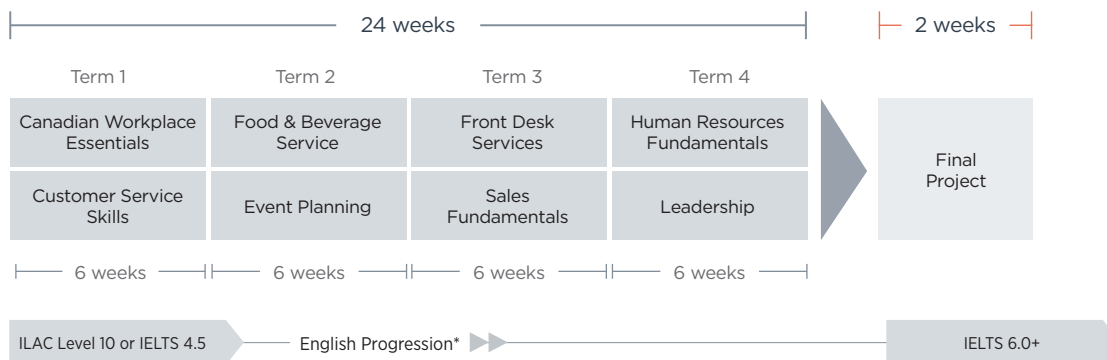 24 weeks
2 weeks
Term 1
Term 2
Term 3
Term 4
Canadian Workplace
Essentials
Food & Beverage
Service
Front Desk
Services
Human Resources
Fundamentals
Customer Service
Skills
Event Planning
Sales
Fundamentals
Leadership
Final
Project
6 weeks
6 weeks
6 weeks
6 weeks
ILAC Level 10 or IELTS 4.5
English Progression*
IELTS 6.0+